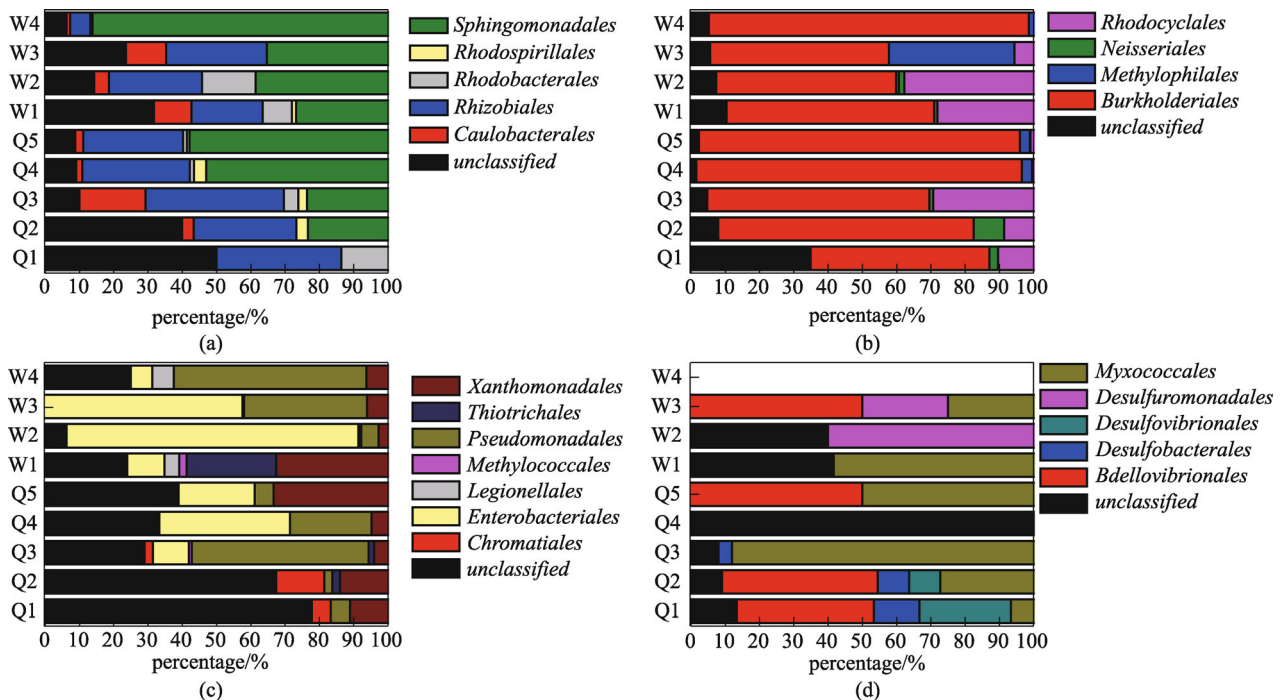 W4
W3
W2
W1
Q5
Q4
Q3
Q2
Q1
0 10 20 30 40 50 60 70 80 90 100
percentage/%
(a)
Sphingomonadales
Rhodospirillales
Rhodobacterales
Rhizobiales
Caulobacterales
unclassified
W4
W3
W2
W1
Q5
Q4
Q3
Q2
Q1
0 10 20 30 40 50 60 70 80 90 100
percentage/%
(b)
Rhodocyclales
Neisseriales
Methylophilales
Burkholderiales
unclassified
W4
W3
W2
W1
Q5
Q4
Q3
Q2
Q1
0 10 20 30 40 50 60 70 80 90 100
percentage/%
(c)
Xanthomonadales
Thiotrichales
Pseudomonadales
Methylococcales
Legionellales
Enterobacteriales
Chromatiales
unclassified
W4
W3
W2
W1
Q5
Q4
Q3
Q2
Q1
0 10 20 30 40 50 60 70 80 90 100
percentage/%
(d)
Myxococcales
Desulfuromonadales
Desulfovibrionales
Desulfobacterales
Bdellovibrionales
unclassified